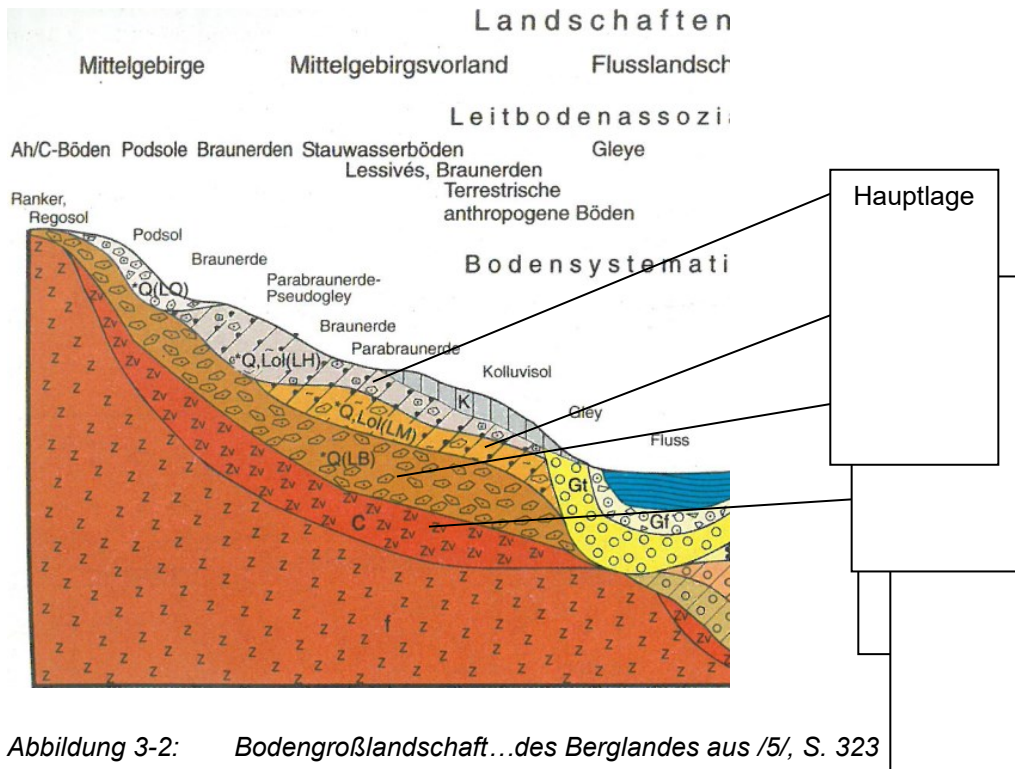 Landschaften
Mittelgebirge Mittelgebirgsvorland Flusslandsch
Leitbodenassozi
Ah/C-Böden Podsole Braunerden Stauwasserböden Gleye
Lessivés, Braunerden
Terrestrische
anthropogene Böden
Hauptlage
Ranker,
Regosol
Podsol
Braunerde
Bodensystemati
Parabraunerde-
Pseudogley
Braunerde
Parabraunerde
Kolluvisol
Gley
Fluss
*Q(LO)
*Q,Lol(LH)
K
*Q,Lol(LM)
*Q(LB)
Gt
Gf
C
f
Abbildung 3-2: Bodengroßlandschaft…des Berglandes aus /5/, S. 323